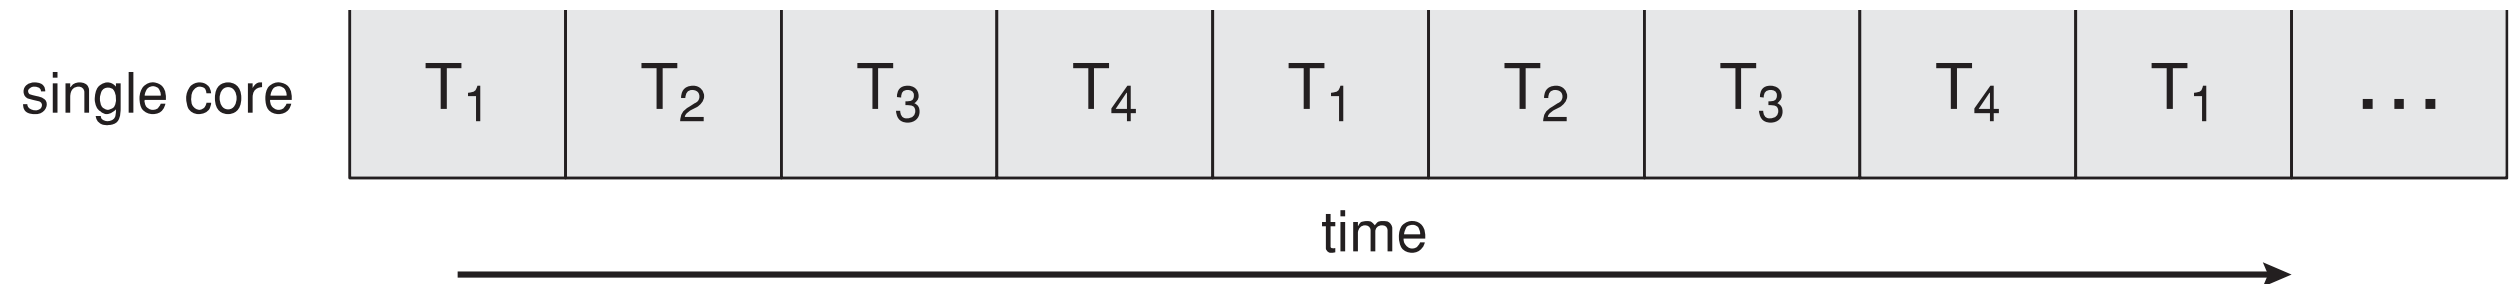 single core T₁ T₂ T₃ T₄ T₁ T₂ T₃ T₄ T₁ ...
time